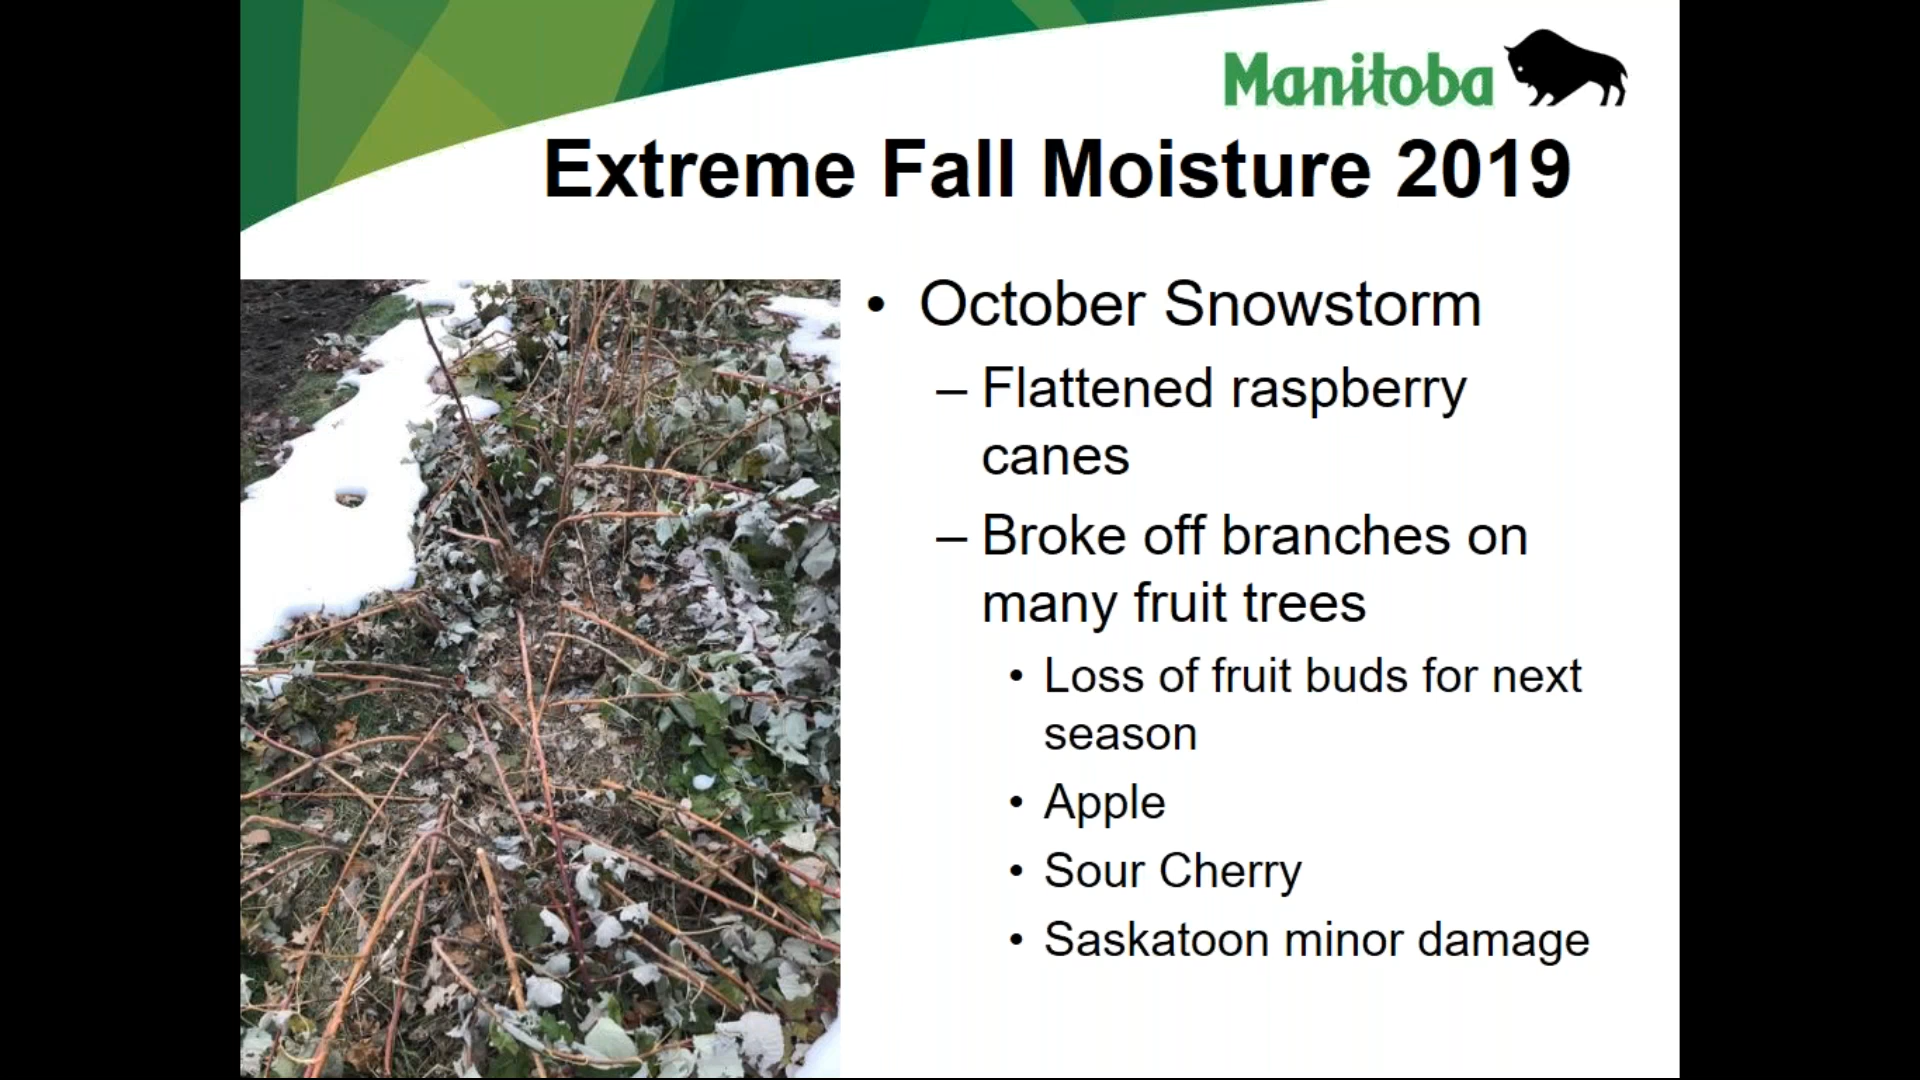 Manitoba
Extreme Fall Moisture 2019
• October Snowstorm
– Flattened raspberry
canes
– Broke off branches on
many fruit trees
• Loss of fruit buds for next
season
• Apple
• Sour Cherry
• Saskatoon minor damage